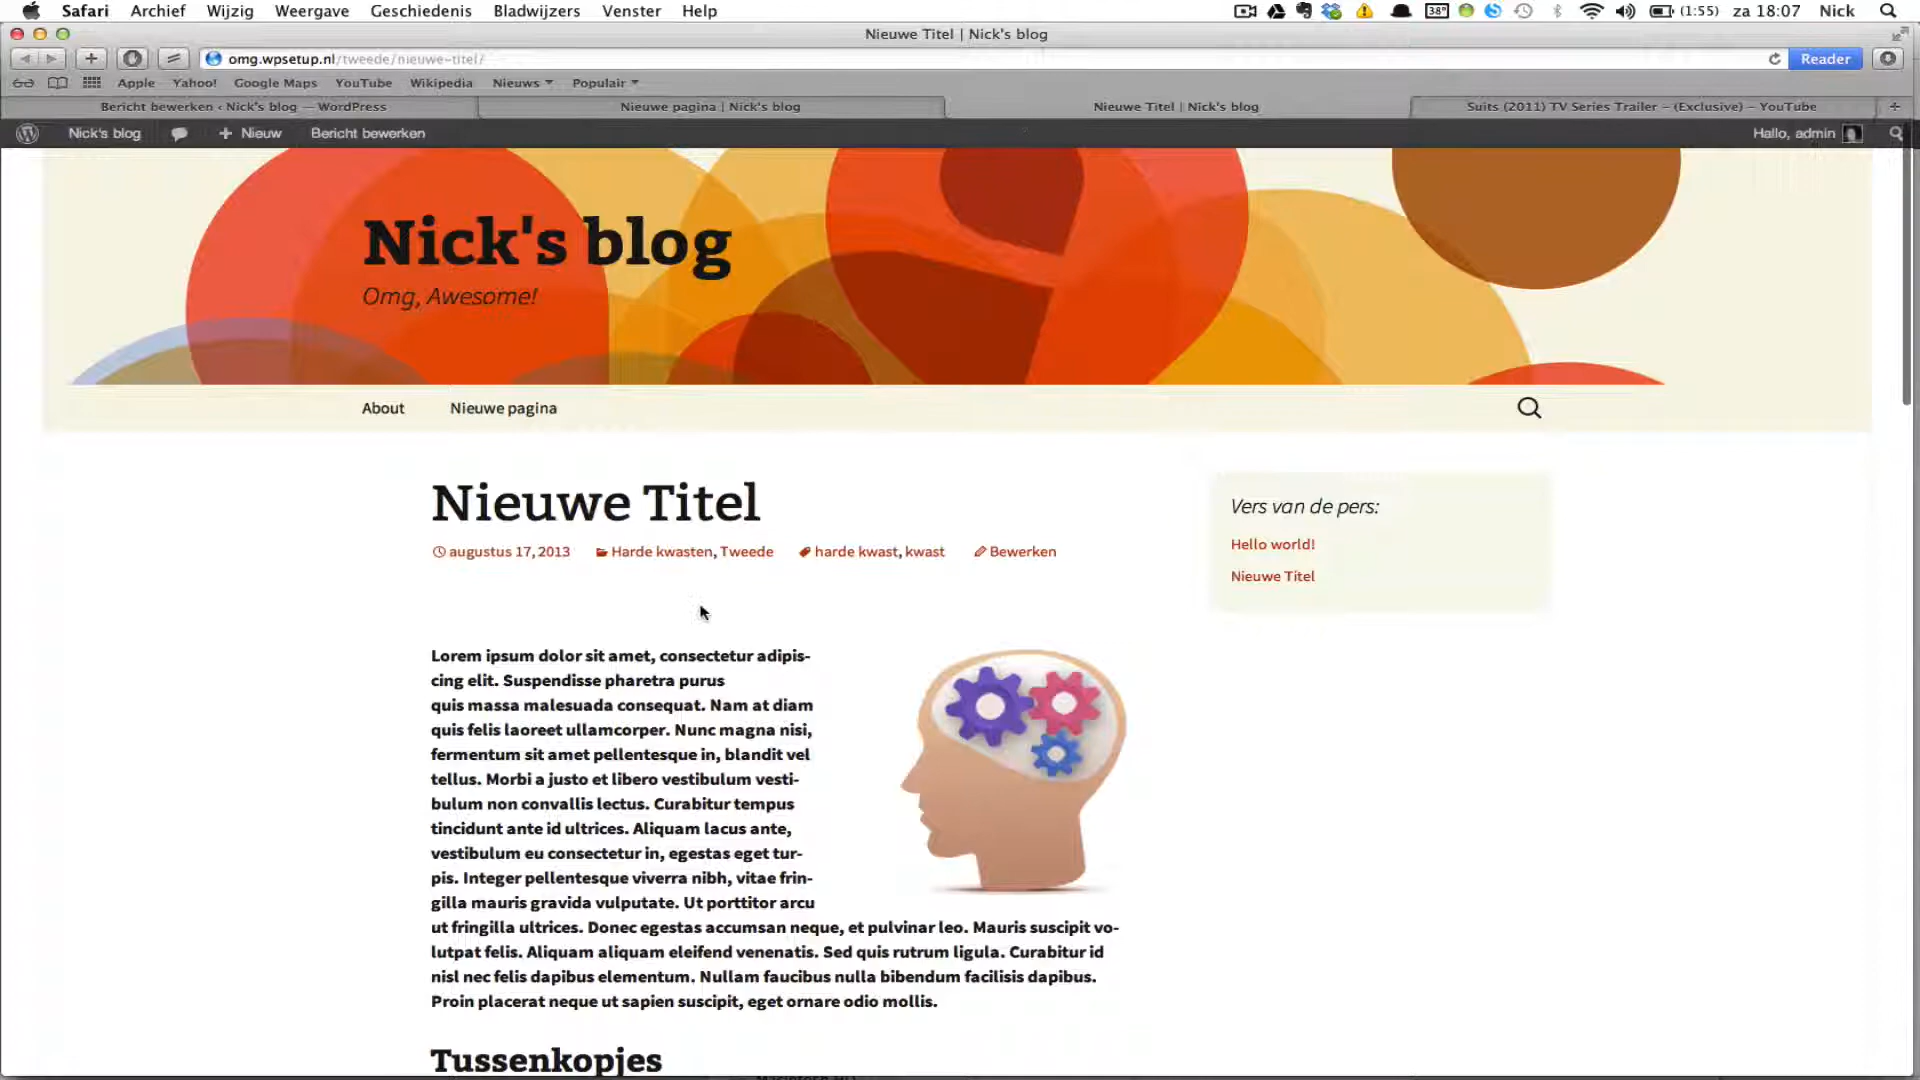 Safari Archief Wijzig Weergave Geschiedenis Bladwijzers Venster Help 38° (1:55) za 18:07 Nick
Nieuwe Titel | Nick's blog
omg.wpsetup.nl/tweede/nieuwe-titel/ Reader
Apple Yahoo! Google Maps YouTube Wikipedia Nieuws Populair
Bericht bewerken ‹ Nick's blog — WordPress Nieuwe pagina | Nick's blog Nieuwe Titel | Nick's blog Suits (2011) TV Series Trailer - (Exclusive) - YouTube
Nick's blog + Nieuw Bericht bewerken Hallo, admin
Nick's blog
Omg, Awesome!
About Nieuwe pagina
Nieuwe Titel
augustus 17, 2013 Harde kwasten, Tweede harde kwast, kwast Bewerken
Vers van de pers:
Hello world!
Nieuwe Titel
Lorem ipsum dolor sit amet, consectetur adipis-
cing elit. Suspendisse pharetra purus
quis massa malesuada consequat. Nam at diam
quis felis laoreet ullamcorper. Nunc magna nisi,
fermentum sit amet pellentesque in, blandit vel
tellus. Morbi a justo et libero vestibulum vesti-
bulum non convallis lectus. Curabitur tempus
tincidunt ante id ultrices. Aliquam lacus ante,
vestibulum eu consectetur in, egestas eget tur-
pis. Integer pellentesque viverra nibh, vitae frin-
gilla mauris gravida vulputate. Ut porttitor arcu
ut fringilla ultrices. Donec egestas accumsan neque, et pulvinar leo. Mauris suscipit vo-
lutpat felis. Aliquam aliquam eleifend venenatis. Sed quis rutrum ligula. Curabitur id
nisl nec felis dapibus elementum. Nullam faucibus nulla bibendum facilisis dapibus.
Proin placerat neque ut sapien suscipit, eget ornare odio mollis.
Tussenkopjes